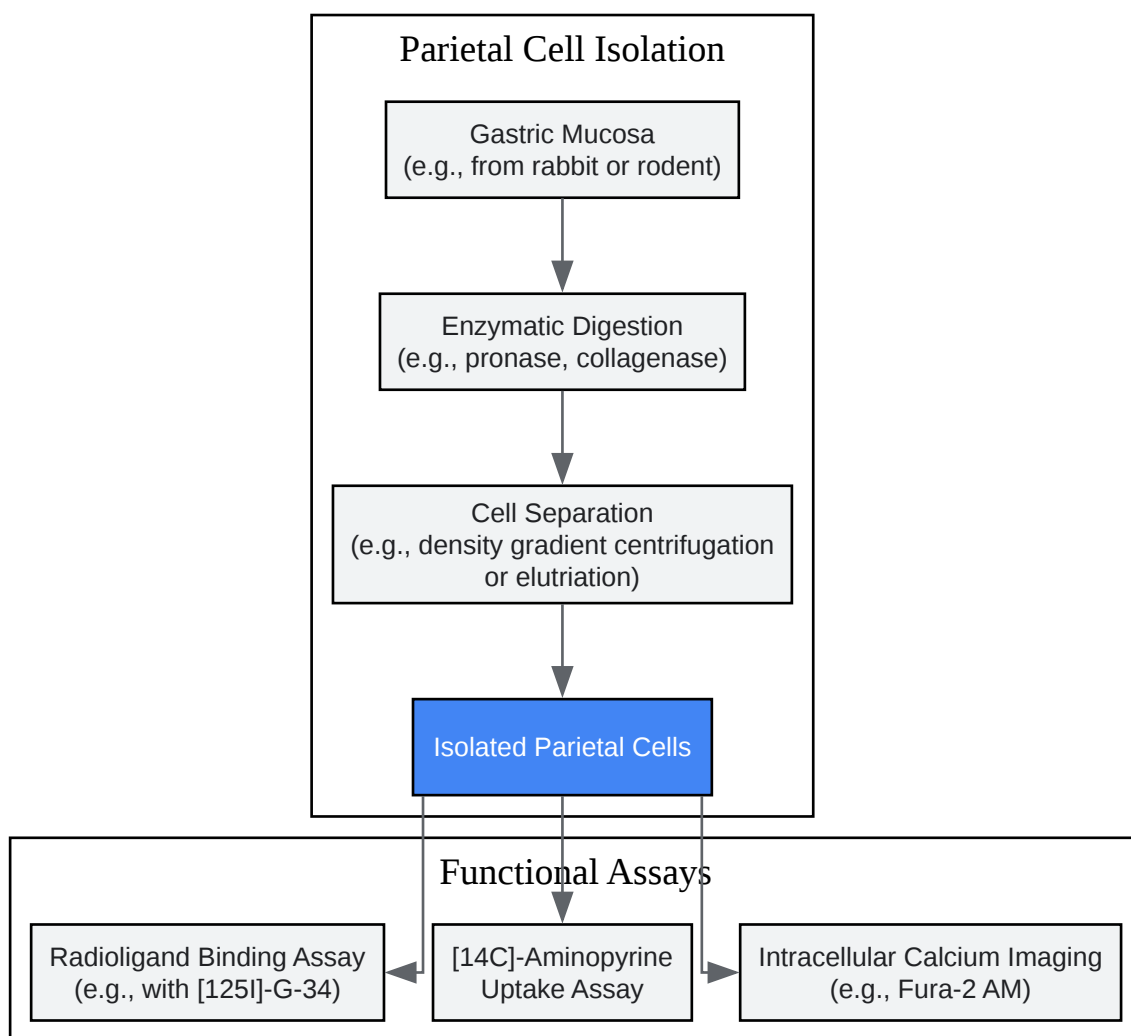 Parietal Cell Isolation
Gastric Mucosa
(e.g., from rabbit or rodent)
Enzymatic Digestion
(e.g., pronase, collagenase)
Cell Separation
(e.g., density gradient centrifugation
or elutriation)
Isolated Parietal Cells
Functional Assays
Radioligand Binding Assay
(e.g., with [125I]-G-34)
[14C]-Aminopyrine
Uptake Assay
Intracellular Calcium Imaging
(e.g., Fura-2 AM)